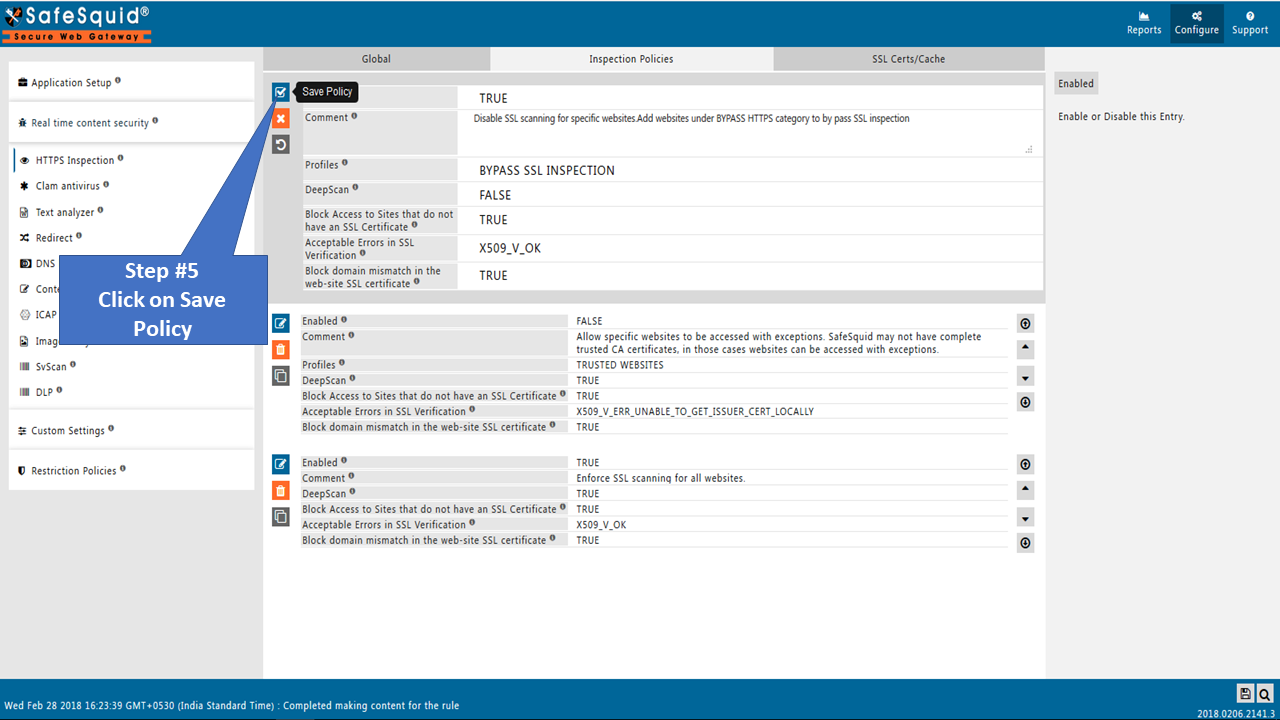 SafeSquid®
Secure Web Gateway
Reports
Configure
Support
Application Setup
Real time content security
HTTPS Inspection
Clam antivirus
Text analyzer
Redirect
DNS
ICAP
SvScan
DLP
Custom Settings
Restriction Policies
Step #5
Click on Save
Policy
Global
Inspection Policies
SSL Certs/Cache
Save Policy
TRUE
Comment
Disable SSL scanning for specific websites.Add websites under BYPASS HTTPS category to by pass SSL inspection
Profiles
BYPASS SSL INSPECTION
DeepScan
FALSE
Block Access to Sites that do not
have an SSL Certificate
TRUE
Acceptable Errors in SSL
Verification
X509_V_OK
Block domain mismatch in the
web-site SSL certificate
TRUE
Enabled
FALSE
Comment
Allow specific websites to be accessed with exceptions. SafeSquid may not have complete
trusted CA certificates, in those cases websites can be accessed with exceptions.
Profiles
TRUSTED WEBSITES
DeepScan
TRUE
Block Access to Sites that do not have an SSL Certificate
TRUE
Acceptable Errors in SSL Verification
X509_V_ERR_UNABLE_TO_GET_ISSUER_CERT_LOCALLY
Block domain mismatch in the web-site SSL certificate
TRUE
Enabled
TRUE
Comment
Enforce SSL scanning for all websites.
DeepScan
TRUE
Block Access to Sites that do not have an SSL Certificate
TRUE
Acceptable Errors in SSL Verification
X509_V_OK
Block domain mismatch in the web-site SSL certificate
TRUE
Enabled
Enable or Disable this Entry.
Wed Feb 28 2018 16:23:39 GMT+0530 (India Standard Time) : Completed making content for the rule
2018.0206.2141.3